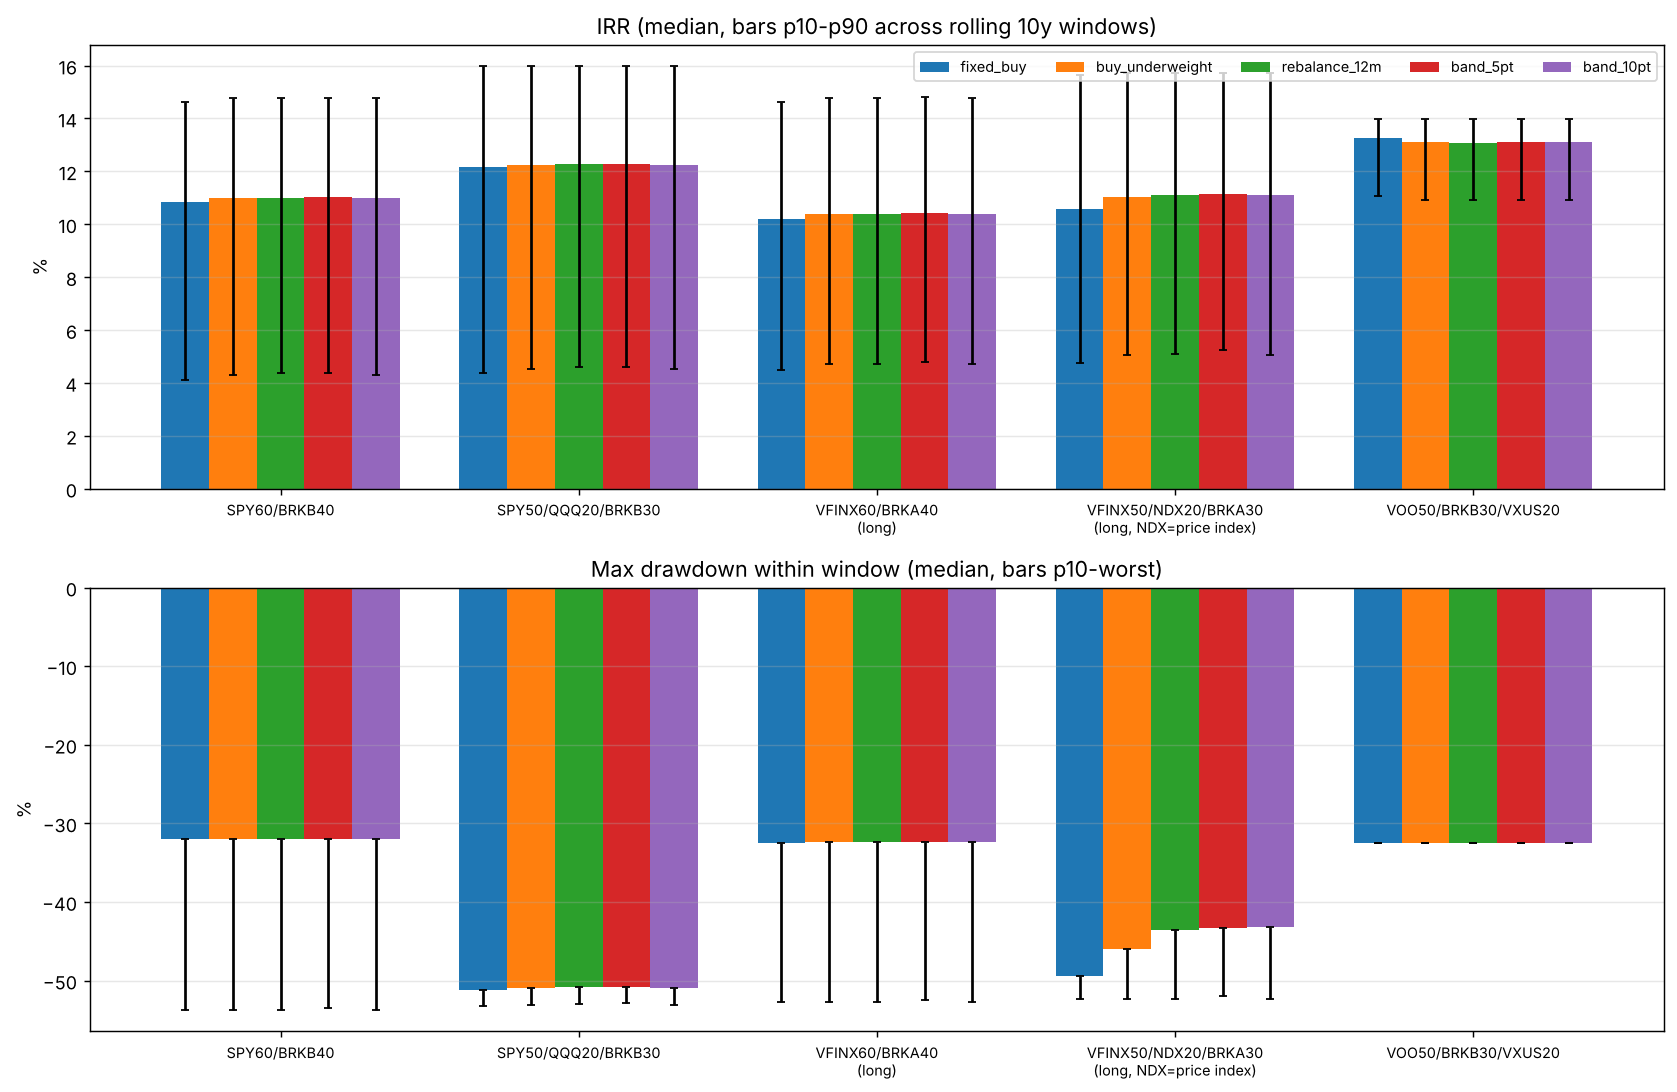 IRR (median, bars p10-p90 across rolling 10y windows)
fixed_buy buy_underweight rebalance_12m band_5pt band_10pt
16
14
12
10
8
6
4
2
0
%
SPY60/BRKB40 SPY50/QQQ20/BRKB30 VFINX60/BRKA40 VFINX50/NDX20/BRKA30 VOO50/BRKB30/VXUS20
(long) (long, NDX=price index)
Max drawdown within window (median, bars p10-worst)
0
−10
−20
−30
−40
−50
%
SPY60/BRKB40 SPY50/QQQ20/BRKB30 VFINX60/BRKA40 VFINX50/NDX20/BRKA30 VOO50/BRKB30/VXUS20
(long) (long, NDX=price index)